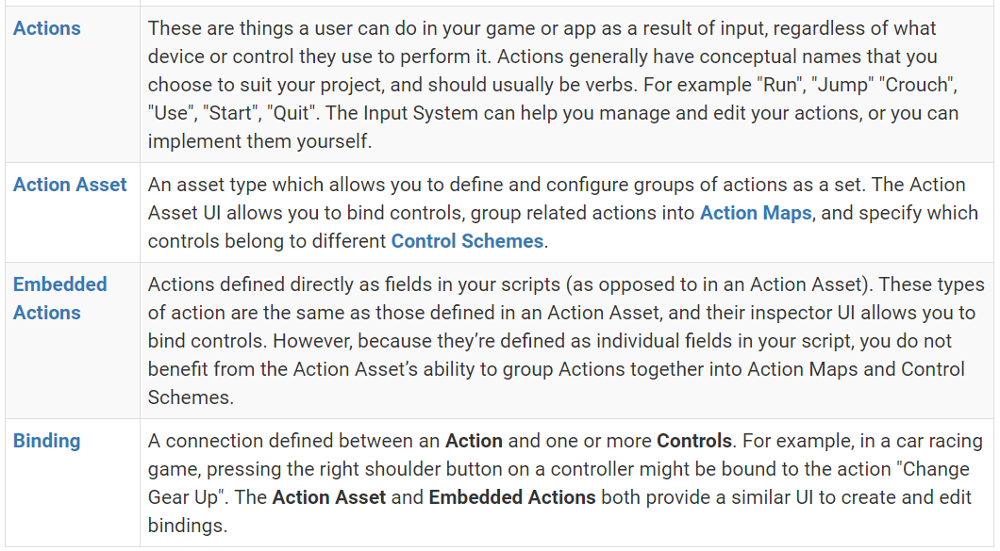 Actions
These are things a user can do in your game or app as a result of input, regardless of what
device or control they use to perform it. Actions generally have conceptual names that you
choose to suit your project, and should usually be verbs. For example "Run", "Jump" "Crouch",
"Use", "Start", "Quit". The Input System can help you manage and edit your actions, or you can
implement them yourself.
Action Asset
An asset type which allows you to define and configure groups of actions as a set. The Action
Asset UI allows you to bind controls, group related actions into Action Maps, and specify which
controls belong to different Control Schemes.
Embedded
Actions
Actions defined directly as fields in your scripts (as opposed to in an Action Asset). These types
of action are the same as those defined in an Action Asset, and their inspector UI allows you to
bind controls. However, because they’re defined as individual fields in your script, you do not
benefit from the Action Asset’s ability to group Actions together into Action Maps and Control
Schemes.
Binding
A connection defined between an Action and one or more Controls. For example, in a car racing
game, pressing the right shoulder button on a controller might be bound to the action "Change
Gear Up". The Action Asset and Embedded Actions both provide a similar UI to create and edit
bindings.